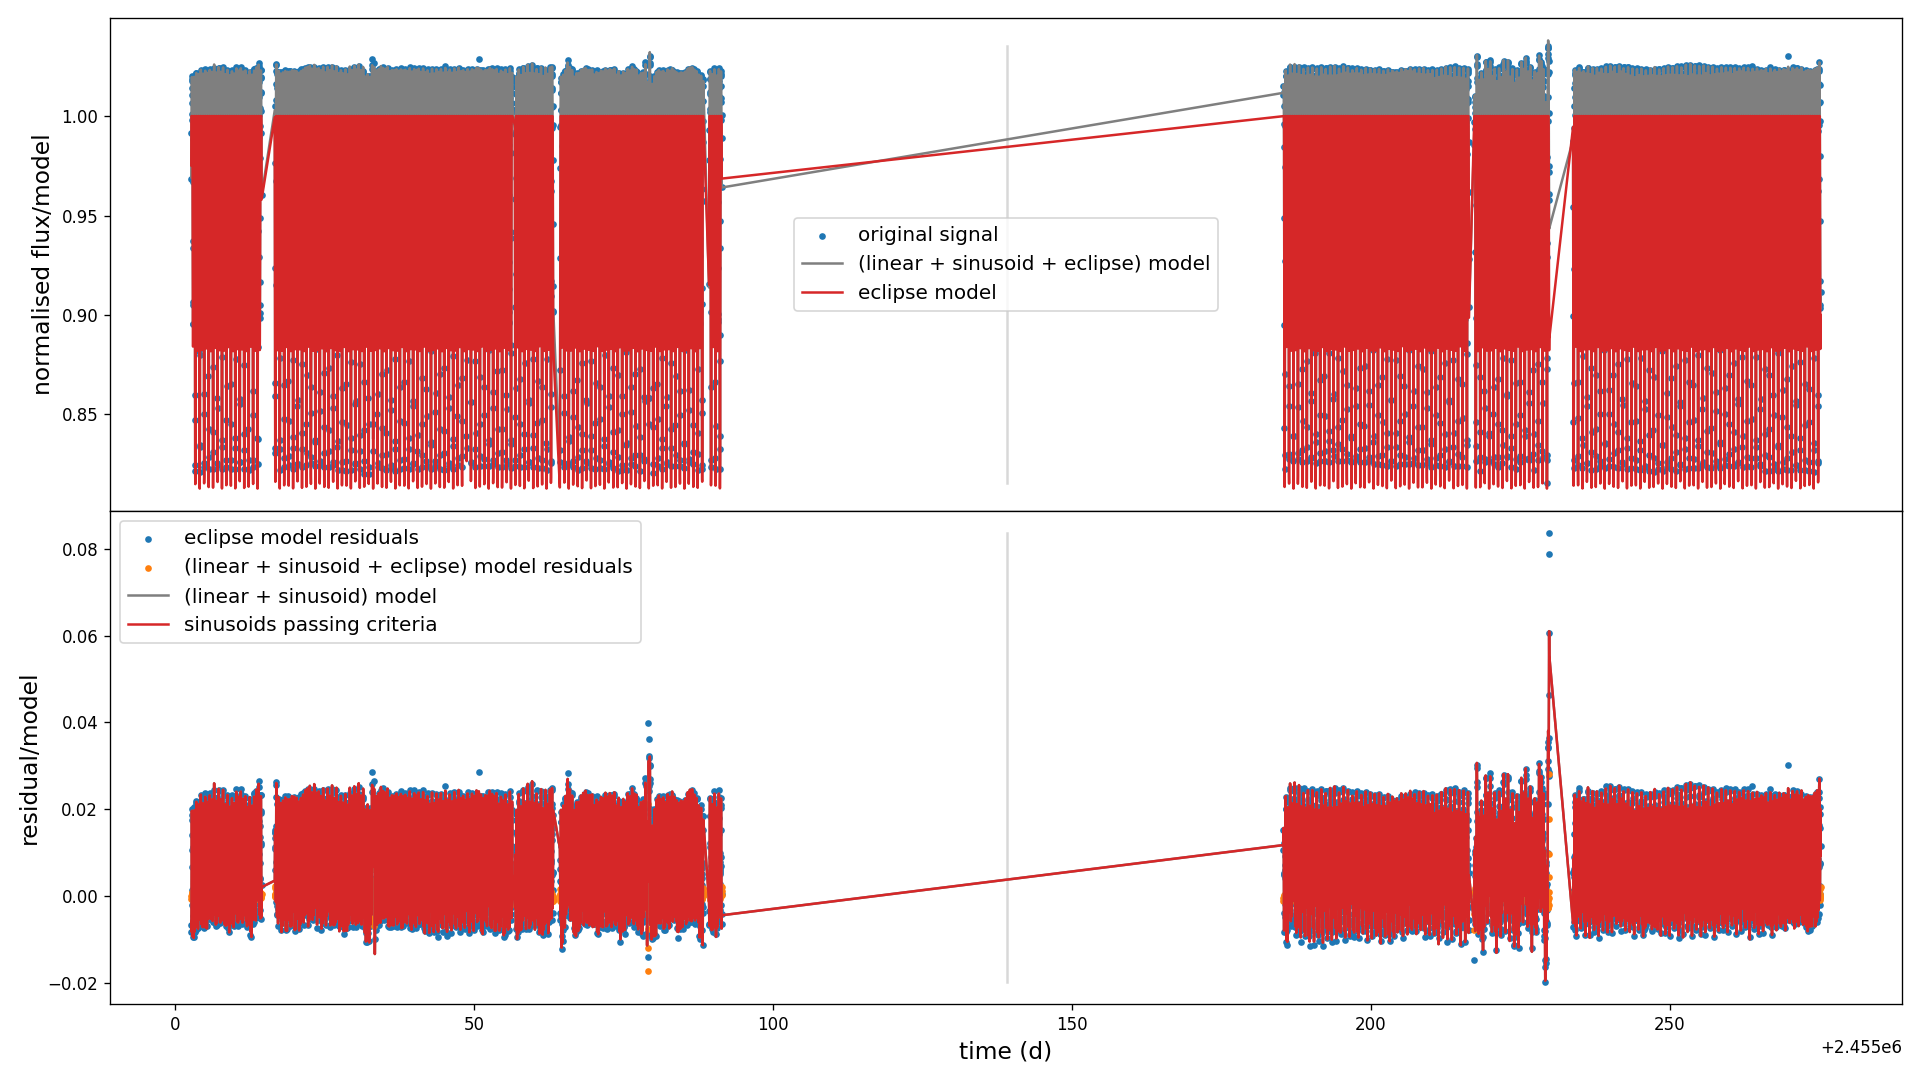 normalised flux/model
1.00
0.95
0.90
0.85
original signal
(linear + sinusoid + eclipse) model
eclipse model
residual/model
0.08
0.06
0.04
0.02
0.00
−0.02
eclipse model residuals
(linear + sinusoid + eclipse) model residuals
(linear + sinusoid) model
sinusoids passing criteria
0 50 100 150 200 250
time (d)
+2.455e6